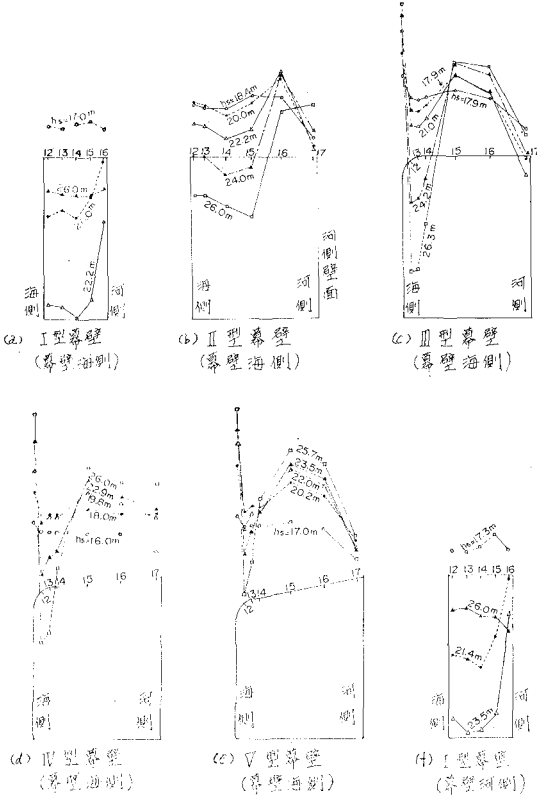 hs=17.0m
12 13 14 15 16
26.0m
21.0m
22.2m
海側
河側
(a) I型幕壁
(幕壁海側)
hs=18.4m
20.0m
22.2m
24.0m
26.0m
12 13 14 15 16 17
海側
河側
河側壁面
(b) II型幕壁
(幕壁海側)
17.9m
hs=17.9m
21.0m
24.2m
26.3m
12 13 14 15 16 17
海側
河側
(c) III型幕壁
(幕壁海側)
26.0m
18.0m
hs=16.0m
12 13 14 15 16 17
海側
河側
(d) IV型幕壁
(幕壁海側)
25.7m
23.5m
22.0m
20.2m
hs=17.0m
12 13 14 15 16 17
海側
河側
(e) V型幕壁
(幕壁海側)
hs=17.3m
12 13 14 15 16
26.0m
21.4m
23.5m
海側
河側
(f) I型幕壁
(幕壁河側)